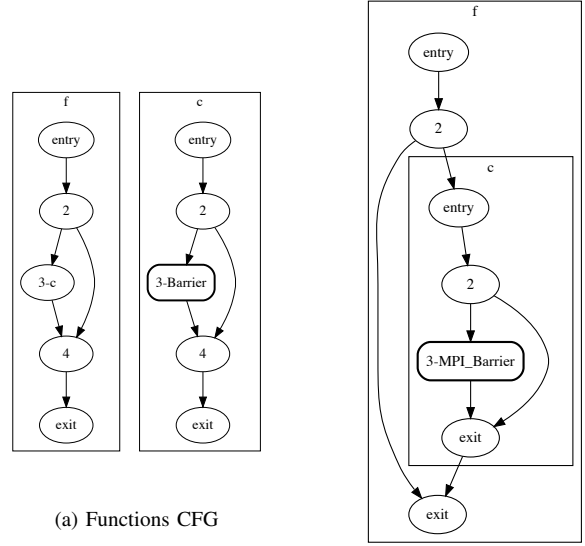 f
entry
2
3-c
4
exit
c
entry
2
3-Barrier
4
exit
(a) Functions CFG
f
entry
2
c
entry
2
3-MPI_Barrier
exit
exit